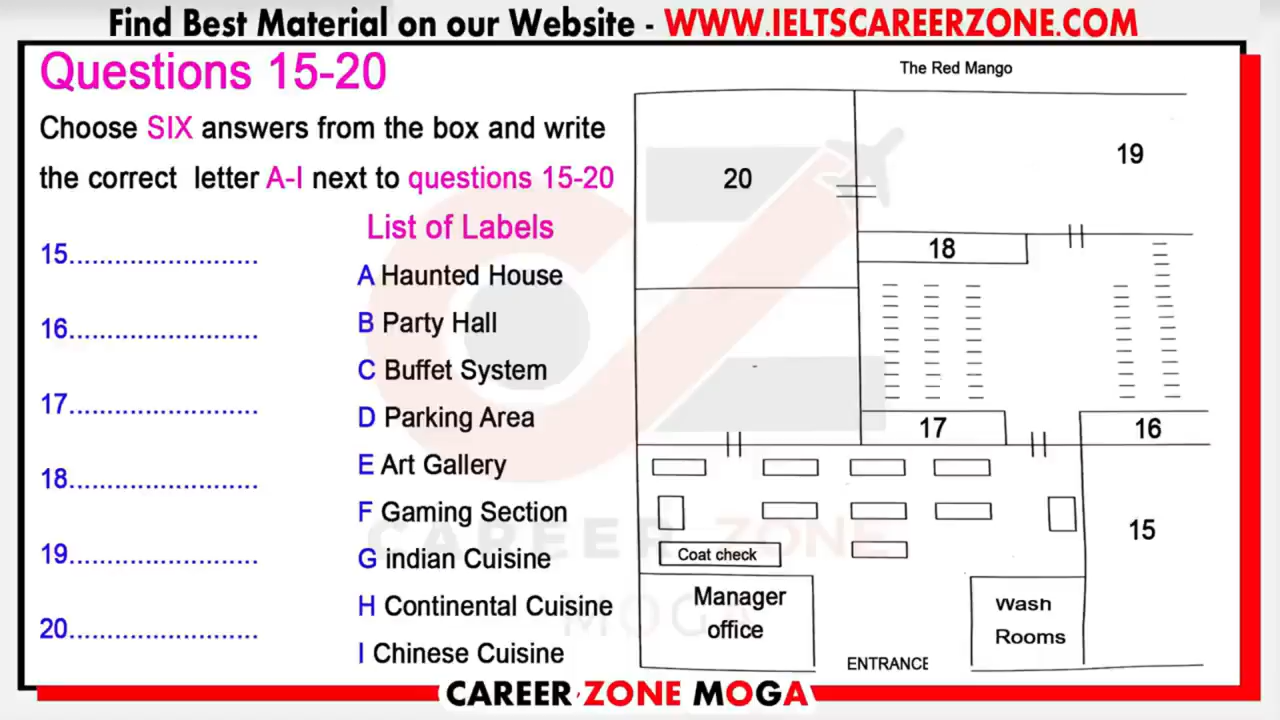 Find Best Material on our Website - WWW.IELTSCAREERZONE.COM
Questions 15-20
Choose SIX answers from the box and write
the correct letter A-I next to questions 15-20
List of Labels
15.........................
16.........................
17.........................
18.........................
19.........................
20.........................
A Haunted House
B Party Hall
C Buffet System
D Parking Area
E Art Gallery
F Gaming Section
G indian Cuisine
H Continental Cuisine
I Chinese Cuisine
The Red Mango
20
19
18
17
16
15
Coat check
Manager
office
Wash
Rooms
ENTRANCE
CAREER ZONE
MOGA
CAREER ZONE MOGA